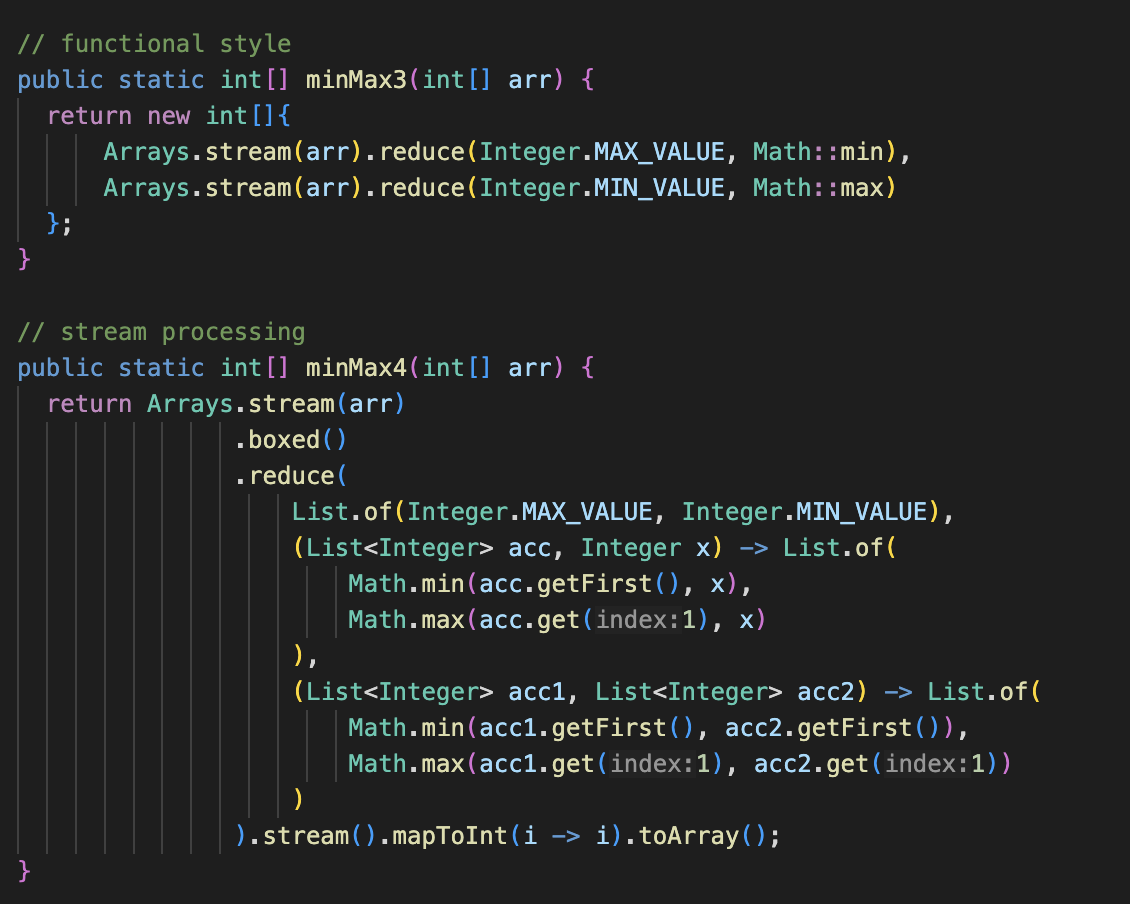 // functional style
public static int[] minMax3(int[] arr) {
  return new int[]{
      Arrays.stream(arr).reduce(Integer.MAX_VALUE, Math::min),
      Arrays.stream(arr).reduce(Integer.MIN_VALUE, Math::max)
  };
}

// stream processing
public static int[] minMax4(int[] arr) {
  return Arrays.stream(arr)
               .boxed()
               .reduce(
                   List.of(Integer.MAX_VALUE, Integer.MIN_VALUE),
                   (List<Integer> acc, Integer x) -> List.of(
                       Math.min(acc.getFirst(), x),
                       Math.max(acc.get(index:1), x)
                   ),
                   (List<Integer> acc1, List<Integer> acc2) -> List.of(
                       Math.min(acc1.getFirst(), acc2.getFirst()),
                       Math.max(acc1.get(index:1), acc2.get(index:1))
                   )
               ).stream().mapToInt(i -> i).toArray();
}